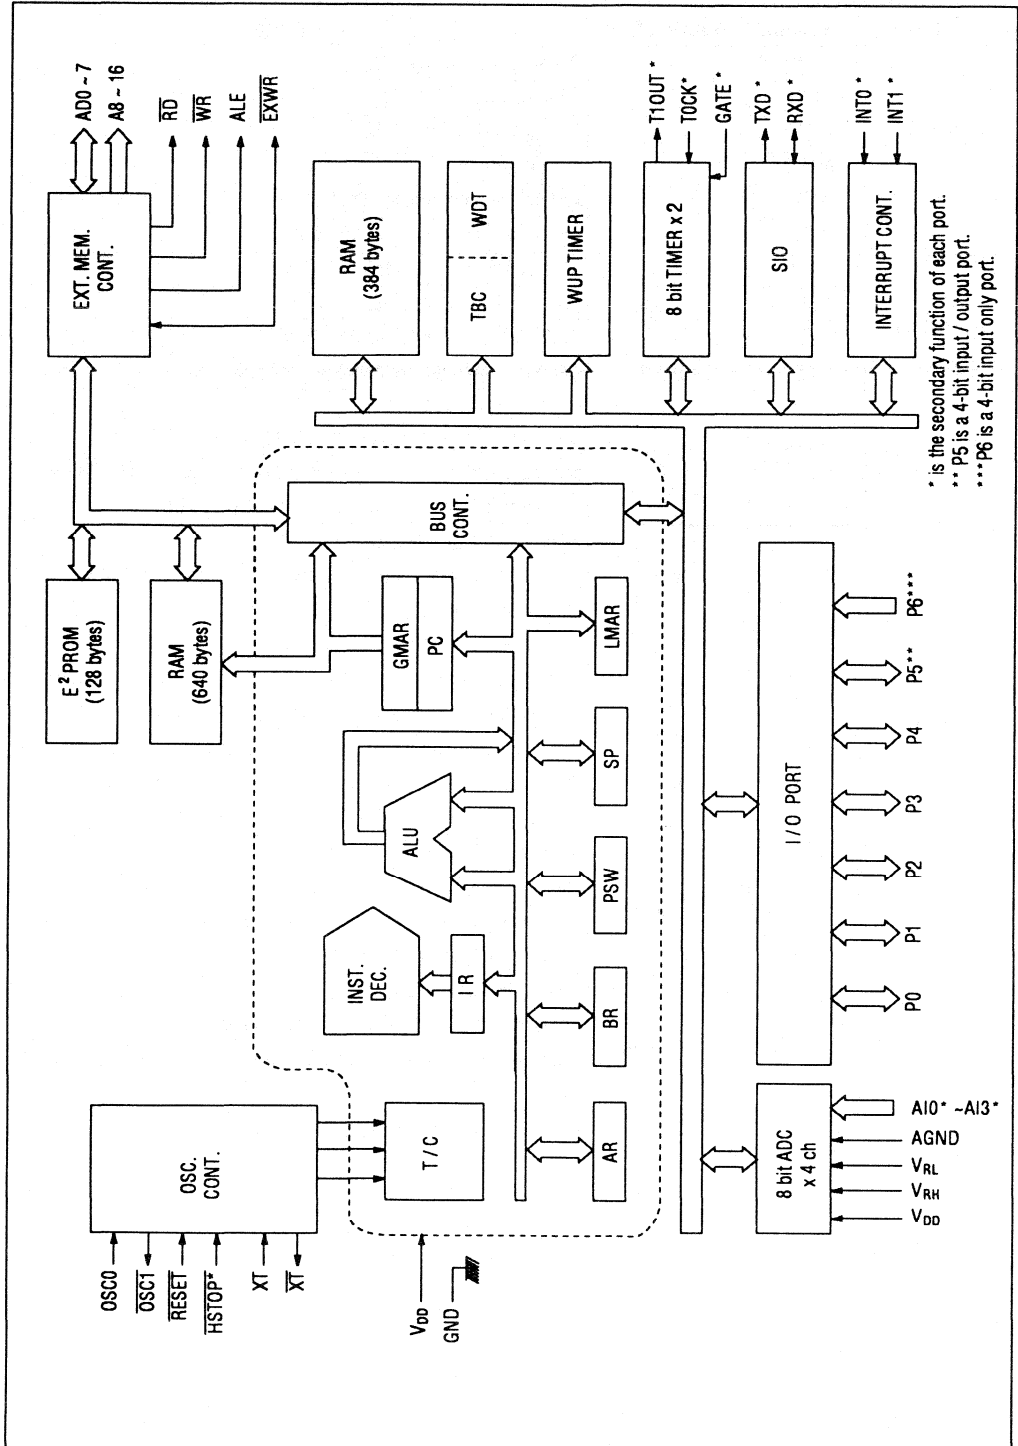 OSC0
OSC1
RESET
HSTOP*
XT
XT
OSC.
CONT.
VDD
GND
T / C
INST.
DEC.
I R
ALU
GMAR
PC
AR
BR
PSW
SP
LMAR
BUS
CONT.
E² PROM
(128 bytes)
RAM
(640 bytes)
EXT. MEM.
CONT.
AD0 ~ 7
A8 ~ 16
RD
WR
ALE
EXWR
RAM
(384 bytes)
TBC
WDT
WUP TIMER
8 bit TIMER x 2
T1OUT *
T0CK*
GATE*
SIO
TXD *
RXD*
INTERRUPT CONT.
INT0 *
INT1 *
8 bit ADC
x 4 ch
VDD
VRH
VRL
AGND
AI0* ~AI3*
I / O PORT
P0
P1
P2
P3
P4
P5**
P6***
* is the secondary function of each port.
** P5 is a 4-bit input / output port.
***P6 is a 4-bit input only port.